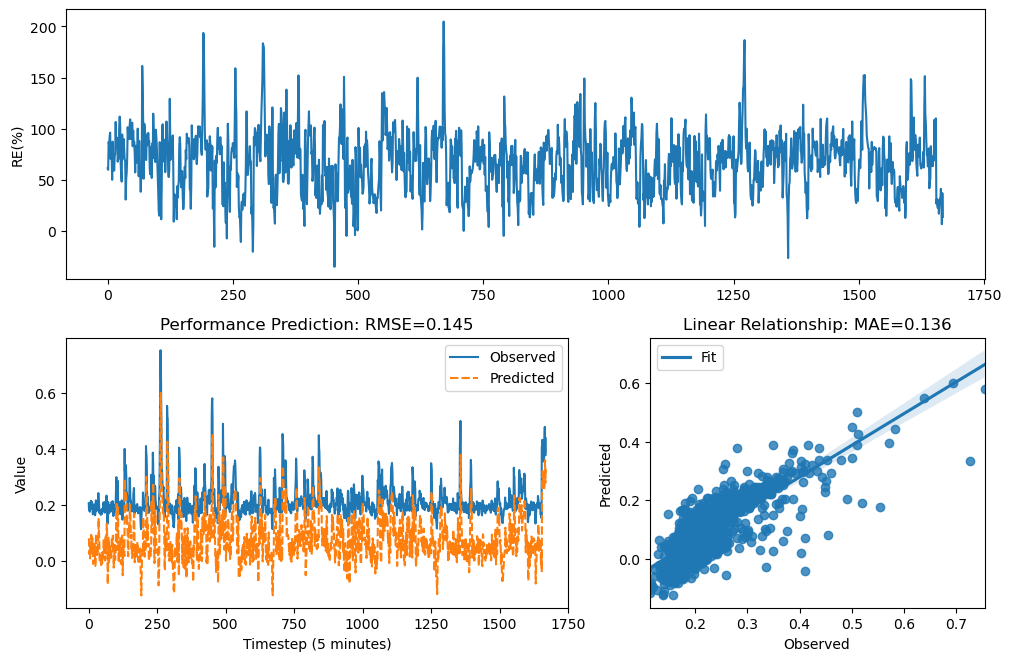 RE(%)
200
150
100
50
0
0 250 500 750 1000 1250 1500 1750
Performance Prediction: RMSE=0.145
Observed
Predicted
Value
0.6
0.4
0.2
0.0
0 250 500 750 1000 1250 1500 1750
Timestep (5 minutes)
Linear Relationship: MAE=0.136
Fit
Predicted
0.6
0.4
0.2
0.0
0.2 0.3 0.4 0.5 0.6 0.7
Observed